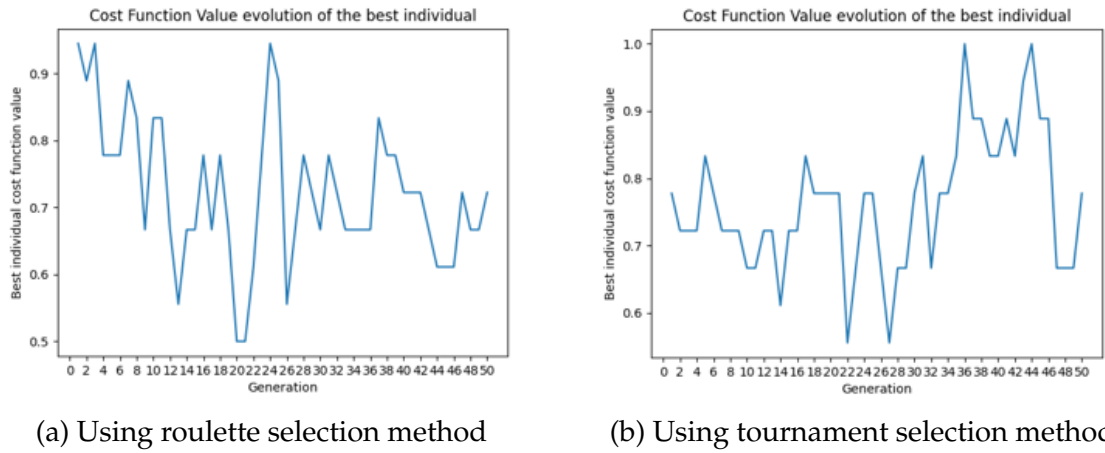 Cost Function Value evolution of the best individual
Best individual cost function value
0.9
0.8
0.7
0.6
0.5
0 2 4 6 8 10 12 14 16 18 20 22 24 26 28 30 32 34 36 38 40 42 44 46 48 50
Generation
(a) Using roulette selection method
Cost Function Value evolution of the best individual
Best individual cost function value
1.0
0.9
0.8
0.7
0.6
0 2 4 6 8 10 12 14 16 18 20 22 24 26 28 30 32 34 36 38 40 42 44 46 48 50
Generation
(b) Using tournament selection method